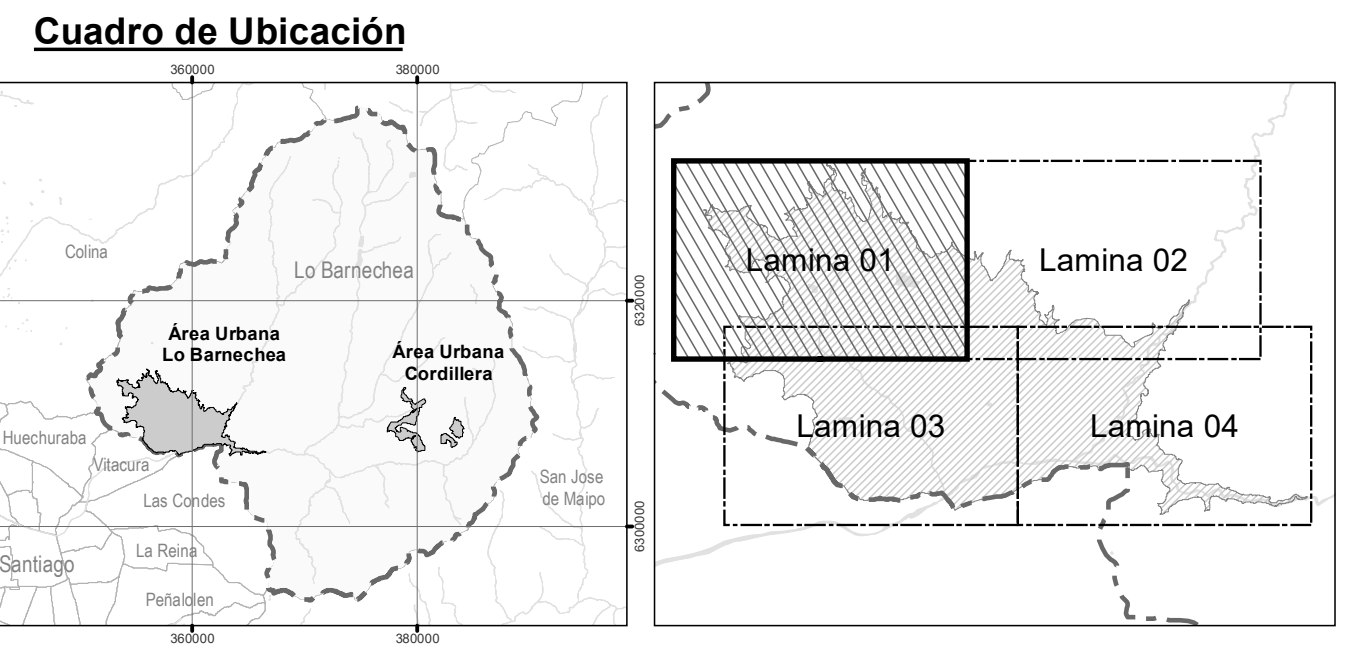 Cuadro de Ubicación
360000
380000
Colina
Lo Barnechea
6320000
Área Urbana
Lo Barnechea
Área Urbana
Cordillera
Huechuraba
Vitacura
Las Condes
San Jose
de Maipo
6300000
La Reina
Santiago
Peñalolen
360000
380000
Lamina 01
Lamina 02
Lamina 03
Lamina 04